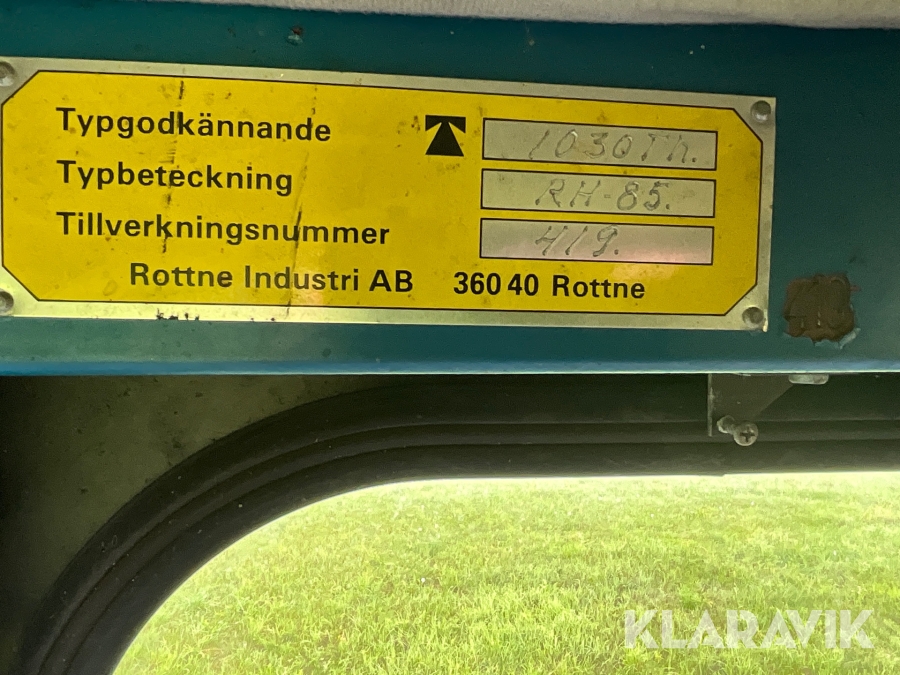 Typgodkännande 1030Th.
Typbeteckning RH-85.
Tillverkningsnummer 419.
Rottne Industri AB 360 40 Rottne
KLARAVIK